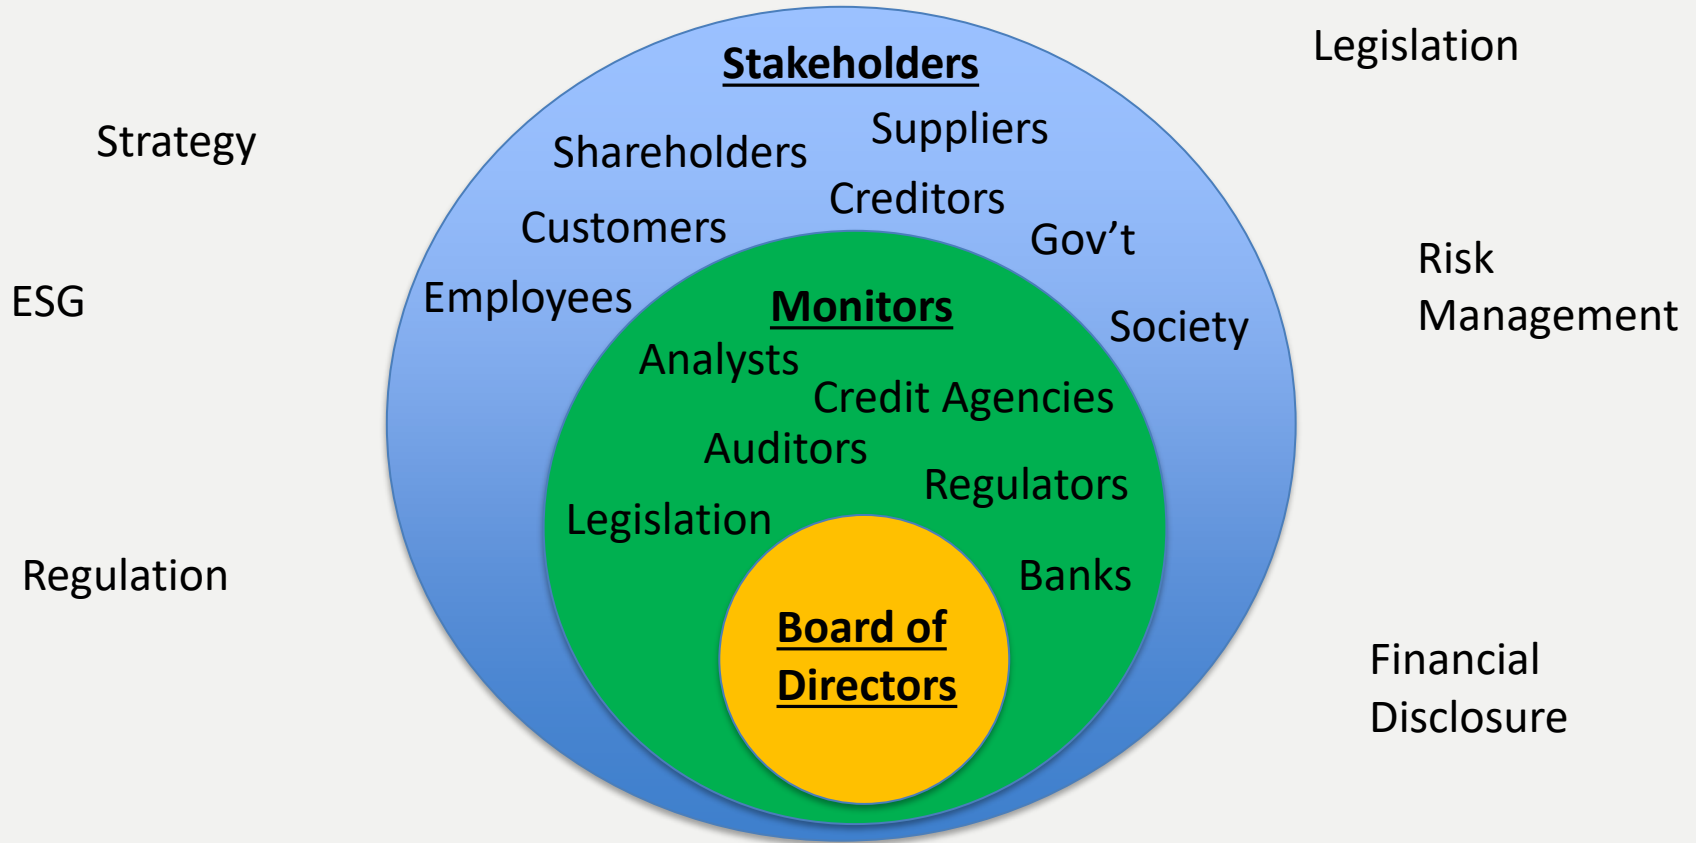 Stakeholders
Legislation
Strategy
Shareholders
Suppliers
Customers
Creditors
Gov’t
Risk
Management
ESG
Employees
Society
Monitors
Analysts
Credit Agencies
Auditors
Regulators
Legislation
Banks
Regulation
Board of
Directors
Financial
Disclosure